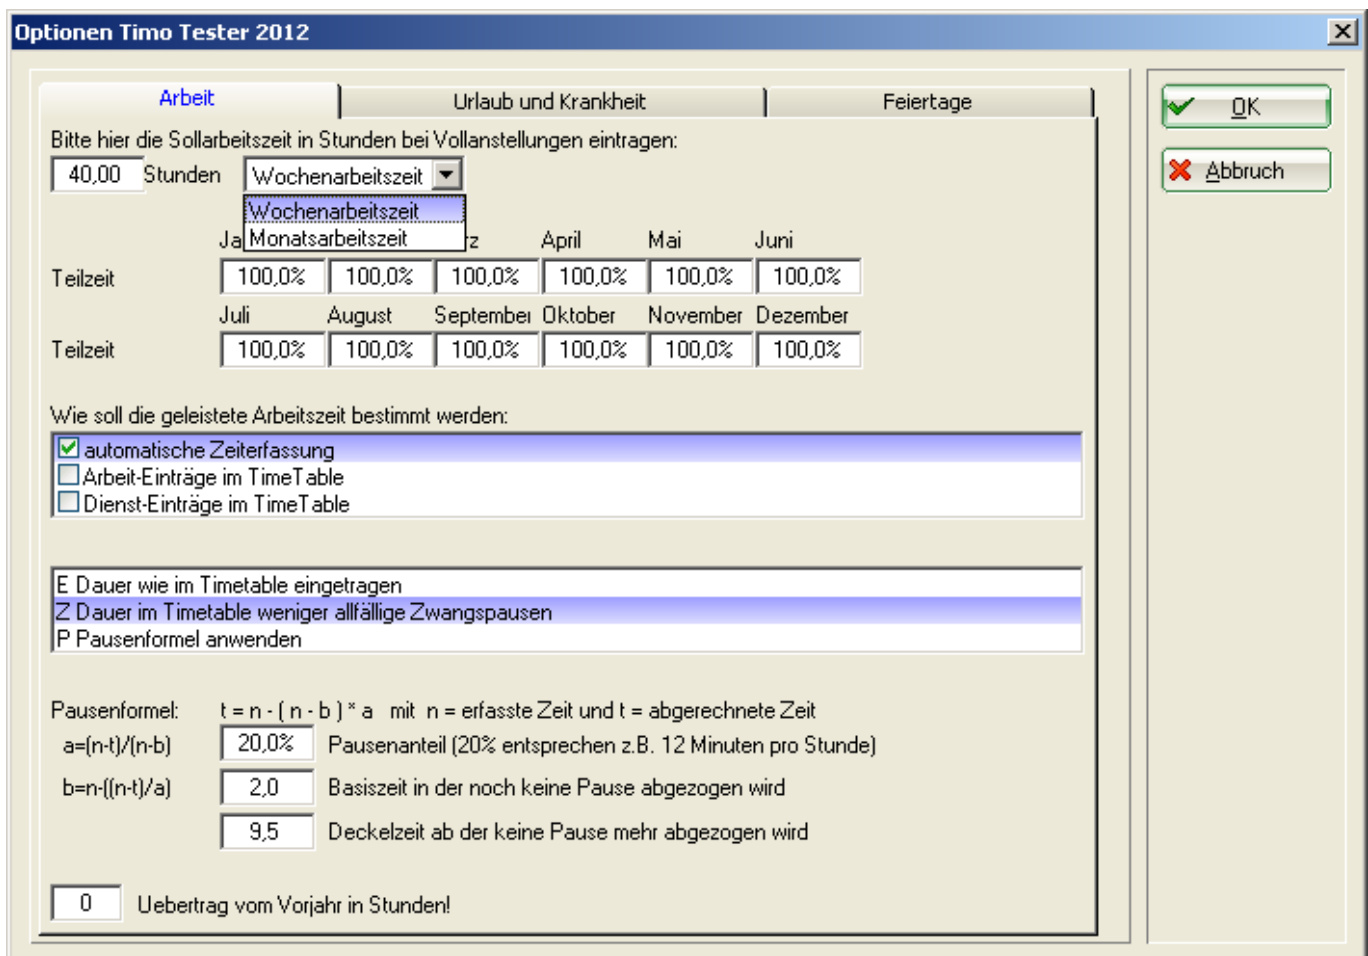 Optionen Timo Tester 2012
Arbeit Urlaub und Krankheit Feiertage
OK
Abbruch
Bitte hier die Sollarbeitszeit in Stunden bei Vollanstellungen eintragen:
40,00 Stunden Wochenarbeitszeit
Wochenarbeitszeit
Monatsarbeitszeit
April Mai Juni
Teilzeit 100,0% 100,0% 100,0% 100,0% 100,0% 100,0%
Juli August September Oktober November Dezember
Teilzeit 100,0% 100,0% 100,0% 100,0% 100,0% 100,0%
Wie soll die geleistete Arbeitszeit bestimmt werden:
automatische Zeiterfassung
Arbeit-Einträge im TimeTable
Dienst-Einträge im TimeTable
E Dauer wie im Timetable eingetragen
Z Dauer im Timetable weniger allfällige Zwangspausen
P Pausenformel anwenden
Pausenformel: t = n - ( n - b ) * a mit n = erfasste Zeit und t = abgerechnete Zeit
a=(n-t)/(n-b) 20,0% Pausenanteil (20% entsprechen z.B. 12 Minuten pro Stunde)
b=n-((n-t)/a) 2,0 Basiszeit in der noch keine Pause abgezogen wird
9,5 Deckelzeit ab der keine Pause mehr abgezogen wird
0 Uebertrag vom Vorjahr in Stunden!